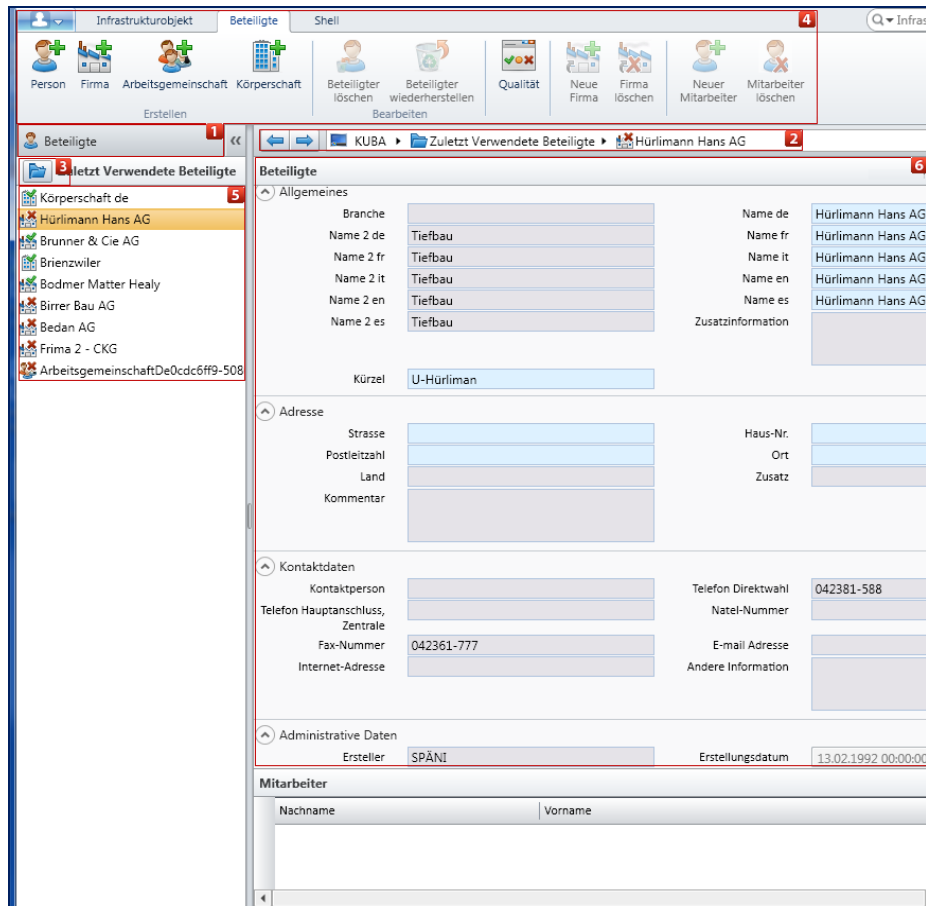 Infrastrukturobjekt Beteiligte Shell 4 Infras
Person Firma Arbeitsgemeinschaft Körperschaft Beteiligter löschen Beteiligter wiederherstellen Qualität Neue Firma Firma löschen Neuer Mitarbeiter Mitarbeiter löschen
Erstellen Bearbeiten
Beteiligte 1 KUBA Zuletzt Verwendete Beteiligte Hürlimann Hans AG 2
3 uletzt Verwendete Beteiligte
5
Körperschaft de
Hürlimann Hans AG
Brunner & Cie AG
Brienzwiler
Bodmer Matter Healy
Birrer Bau AG
Bedan AG
Frima 2 - CKG
ArbeitsgemeinschaftDe0cdc6ff9-508
Beteiligte 6
Allgemeines
Branche Name de Hürlimann Hans AG
Name 2 de Tiefbau Name fr Hürlimann Hans AG
Name 2 fr Tiefbau Name it Hürlimann Hans AG
Name 2 it Tiefbau Name en Hürlimann Hans AG
Name 2 en Tiefbau Name es Hürlimann Hans AG
Name 2 es Tiefbau Zusatzinformation
Kürzel U-Hürliman
Adresse
Strasse Haus-Nr.
Postleitzahl Ort
Land Zusatz
Kommentar
Kontaktdaten
Kontaktperson Telefon Direktwahl 042381-588
Telefon Hauptanschluss, Zentrale Natel-Nummer
Fax-Nummer 042361-777 E-mail Adresse
Internet-Adresse Andere Information
Administrative Daten
Ersteller SPÄNI Erstellungsdatum 13.02.1992 00:00:00
Mitarbeiter
Nachname Vorname